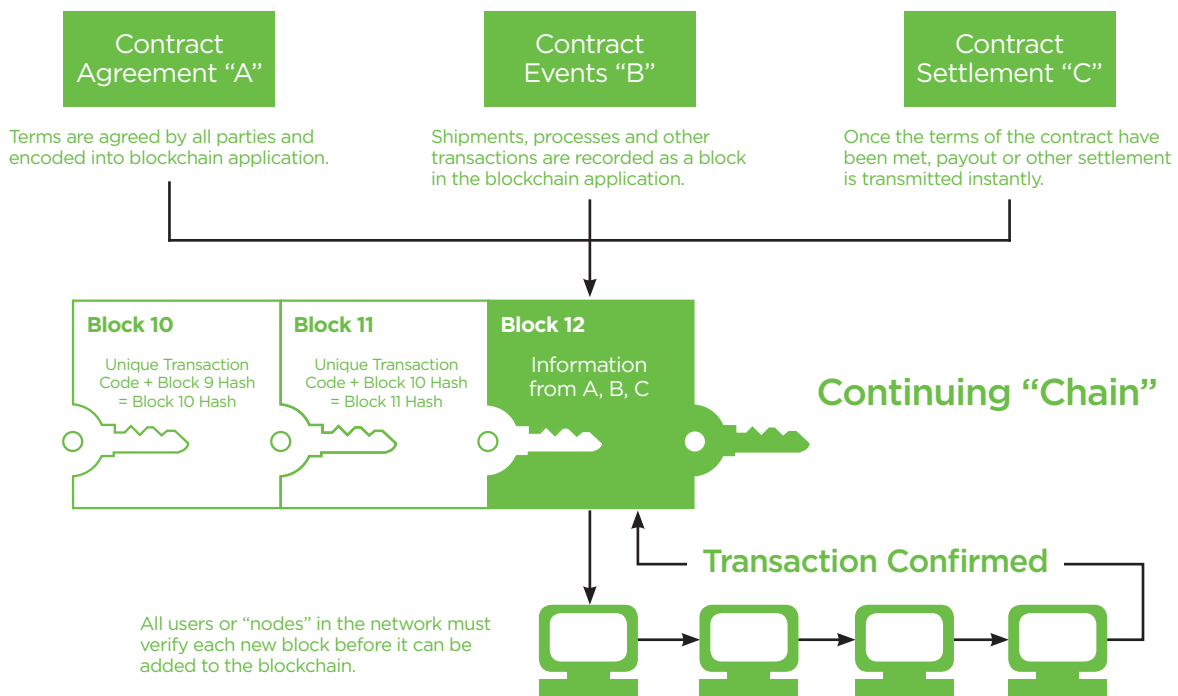 Contract
Agreement “A”
Contract
Events “B”
Contract
Settlement “C”
Terms are agreed by all parties and
encoded into blockchain application.
Shipments, processes and other
transactions are recorded as a block
in the blockchain application.
Once the terms of the contract have
been met, payout or other settlement
is transmitted instantly.
Block 10
Unique Transaction
Code + Block 9 Hash
= Block 10 Hash
Block 11
Unique Transaction
Code + Block 10 Hash
= Block 11 Hash
Block 12
Information
from A, B, C
Continuing “Chain”
Transaction Confirmed
All users or “nodes” in the network must
verify each new block before it can be
added to the blockchain.